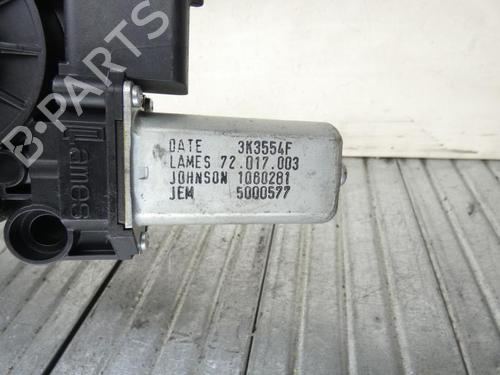 B-PARTS
DATE 3K3554F
LAMES 72.017.003
JOHNSON 1080281
JEM 5000577
Lames